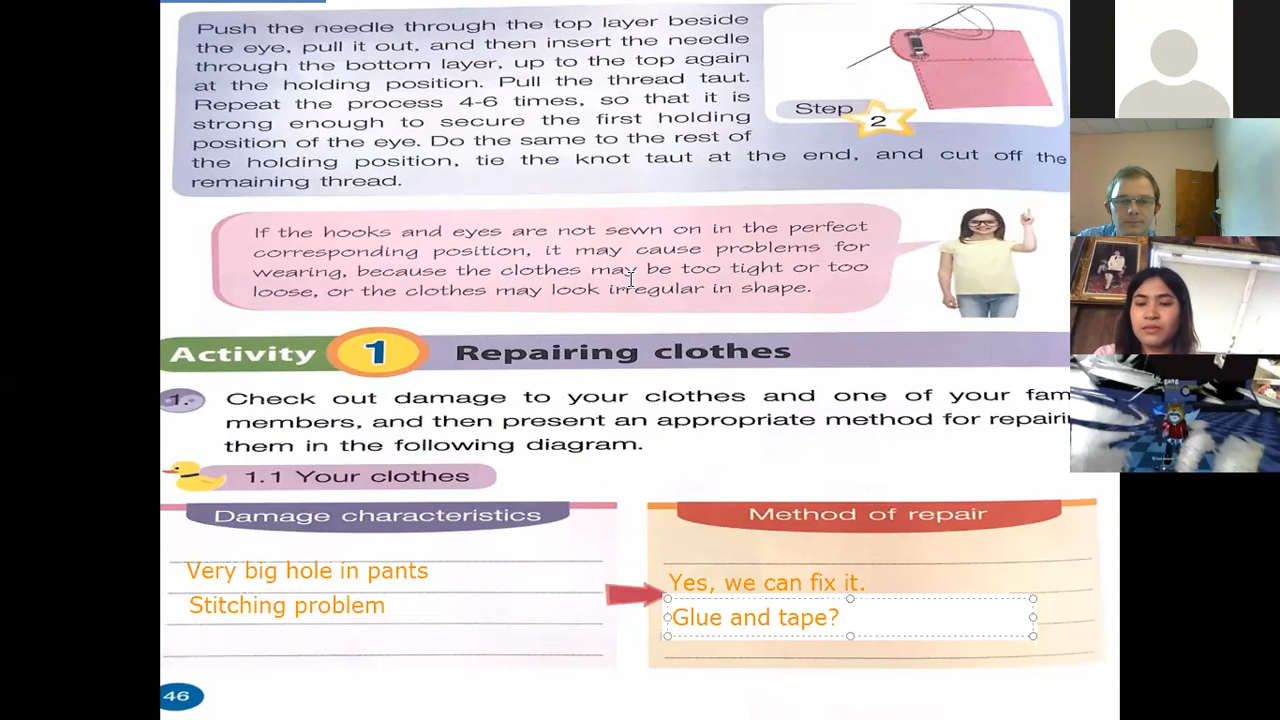 Push the needle through the top layer beside
the eye, pull it out, and then insert the needle
through the bottom layer, up to the top again
at the holding position. Pull the thread taut.
Repeat the process 4-6 times, so that it is
strong enough to secure the first holding
position of the eye. Do the same to the rest of
the holding position, tie the knot taut at the end, and cut off the
remaining thread.
Step
2
If the hooks and eyes are not sewn on in the perfect
corresponding position, it may cause problems for
wearing, because the clothes may be too tight or too
loose, or the clothes may look irregular in shape.
Activity 1 Repairing clothes
1. Check out damage to your clothes and one of your fam
members, and then present an appropriate method for repairi
them in the following diagram.
1.1 Your clothes
Damage characteristics
Very big hole in pants
Stitching problem
Method of repair
Yes, we can fix it.
Glue and tape?
46